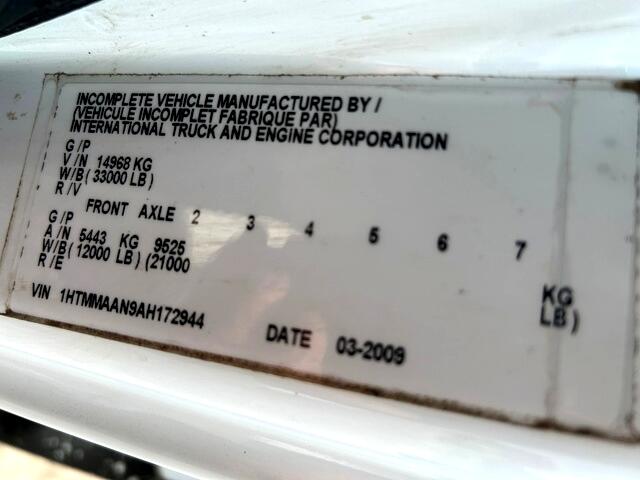 INCOMPLETE VEHICLE MANUFACTURED BY /
(VEHICULE INCOMPLET FABRIQUE PAR)
INTERNATIONAL TRUCK AND ENGINE CORPORATION
G/P
V/N 14968 KG
W/B (33000 LB)
R/V
FRONT AXLE 2 3 4 5 6 7
G/P
A/N 5443 KG 9525 KG
W/B (12000 LB) (21000 LB)
R/E
VIN 1HTMMAAN9AH172944 DATE 03-2009